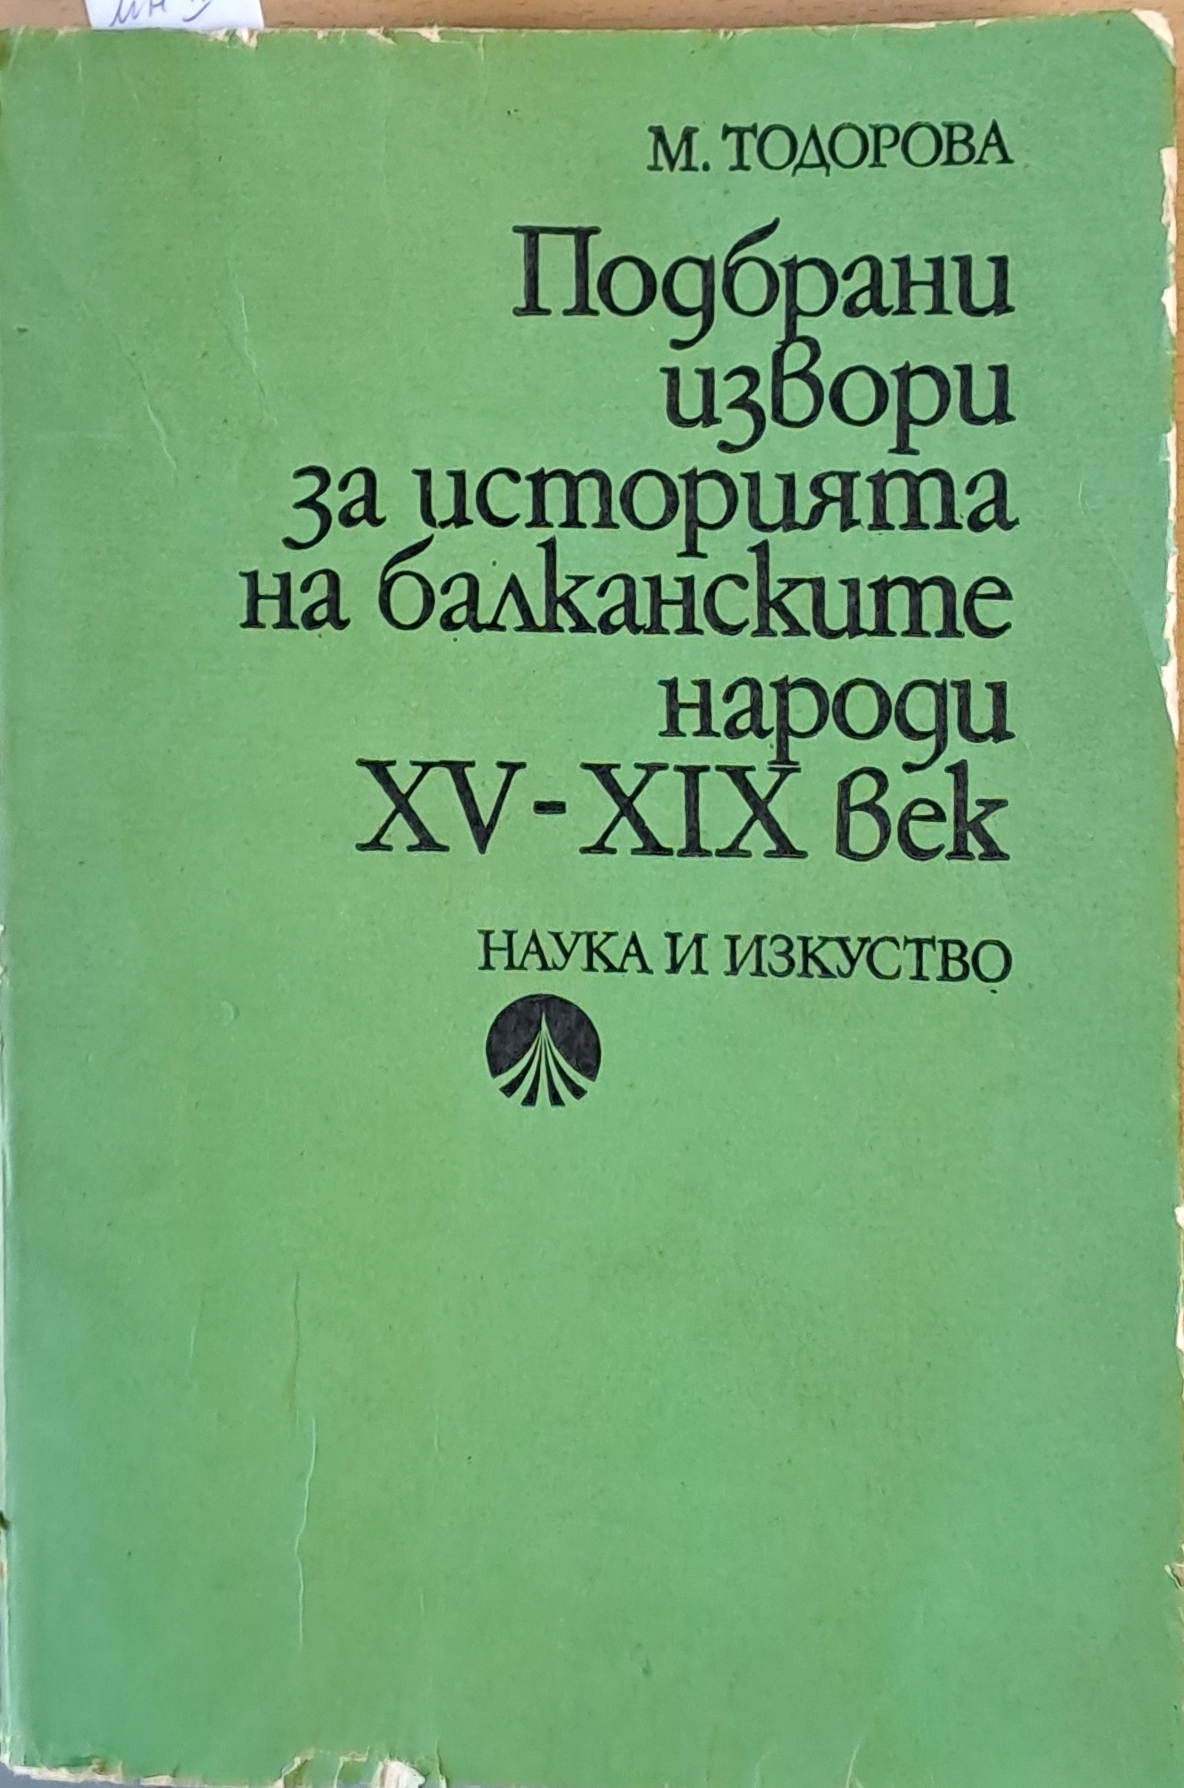 М. ТОДОРОВА
Подбрани
извори
за историята
на балканските
народи
XV-XIX век
НАУКА И ИЗКУСТВО